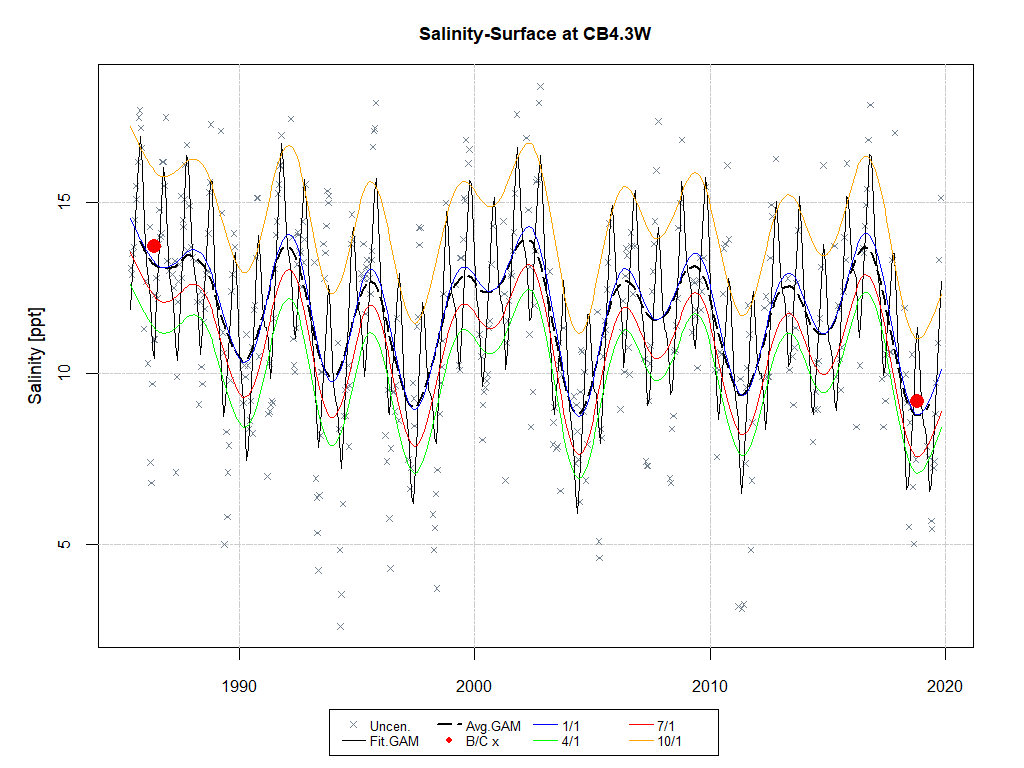 Salinity-Surface at CB4.3W
Salinity [ppt]
15
10
5
1990 2000 2010 2020
Uncen. Avg.GAM 1/1 7/1
Fit.GAM B/C x 4/1 10/1